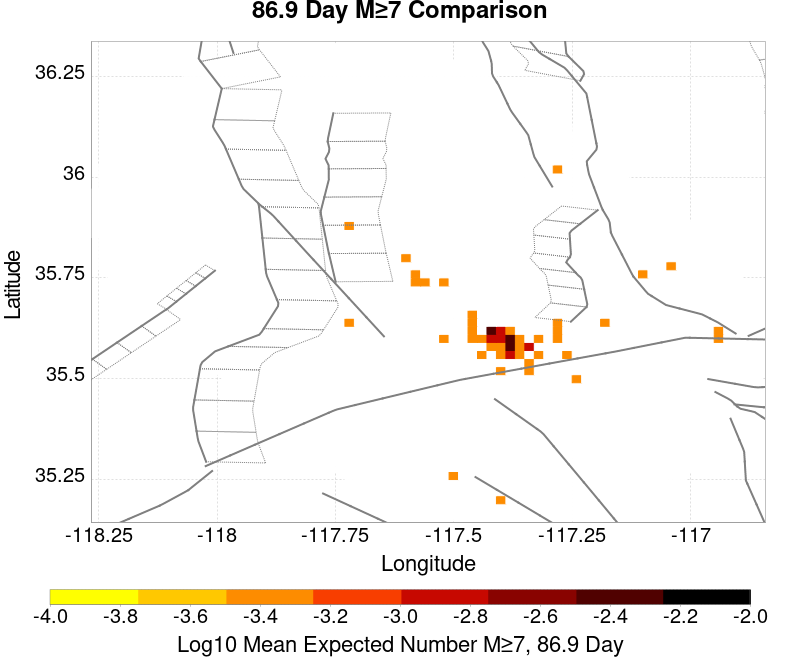 86.9 Day M≥7 Comparison
36.25
36
35.75
35.5
35.25
Latitude
-118.25 -118 -117.75 -117.5 -117.25 -117
Longitude
-4.0 -3.8 -3.6 -3.4 -3.2 -3.0 -2.8 -2.6 -2.4 -2.2 -2.0
Log10 Mean Expected Number M≥7, 86.9 Day